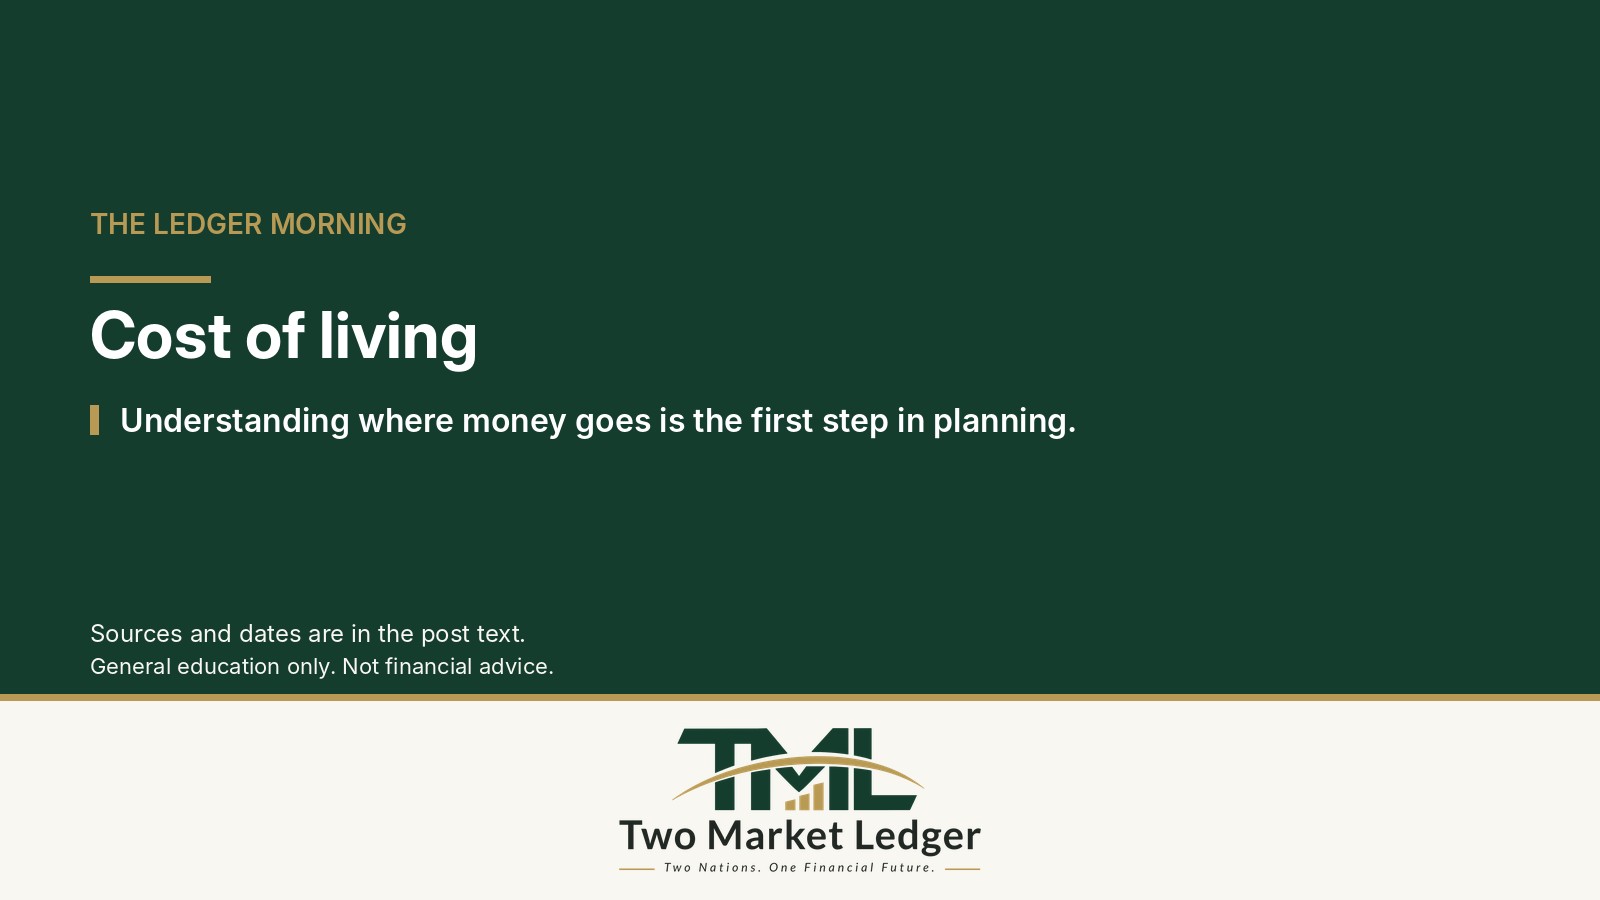 THE LEDGER MORNING
Cost of living
Understanding where money goes is the first step in planning.
Sources and dates are in the post text.
General education only. Not financial advice.
TML
Two Market Ledger
Two Nations. One Financial Future.